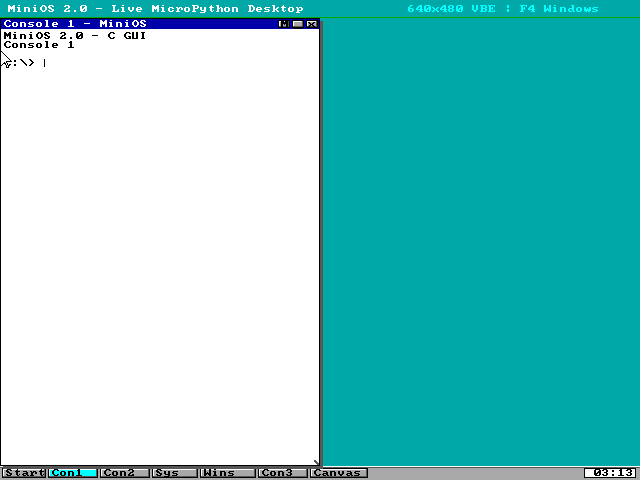 MiniOS 2.0 - Live MicroPython Desktop
640x480 VBE | F4 Windows
Console 1 - MiniOS
MiniOS 2.0 - C GUI
Console 1
:\>
Start Con1 Con2 Sys Wins Con3 Canvas 03:13